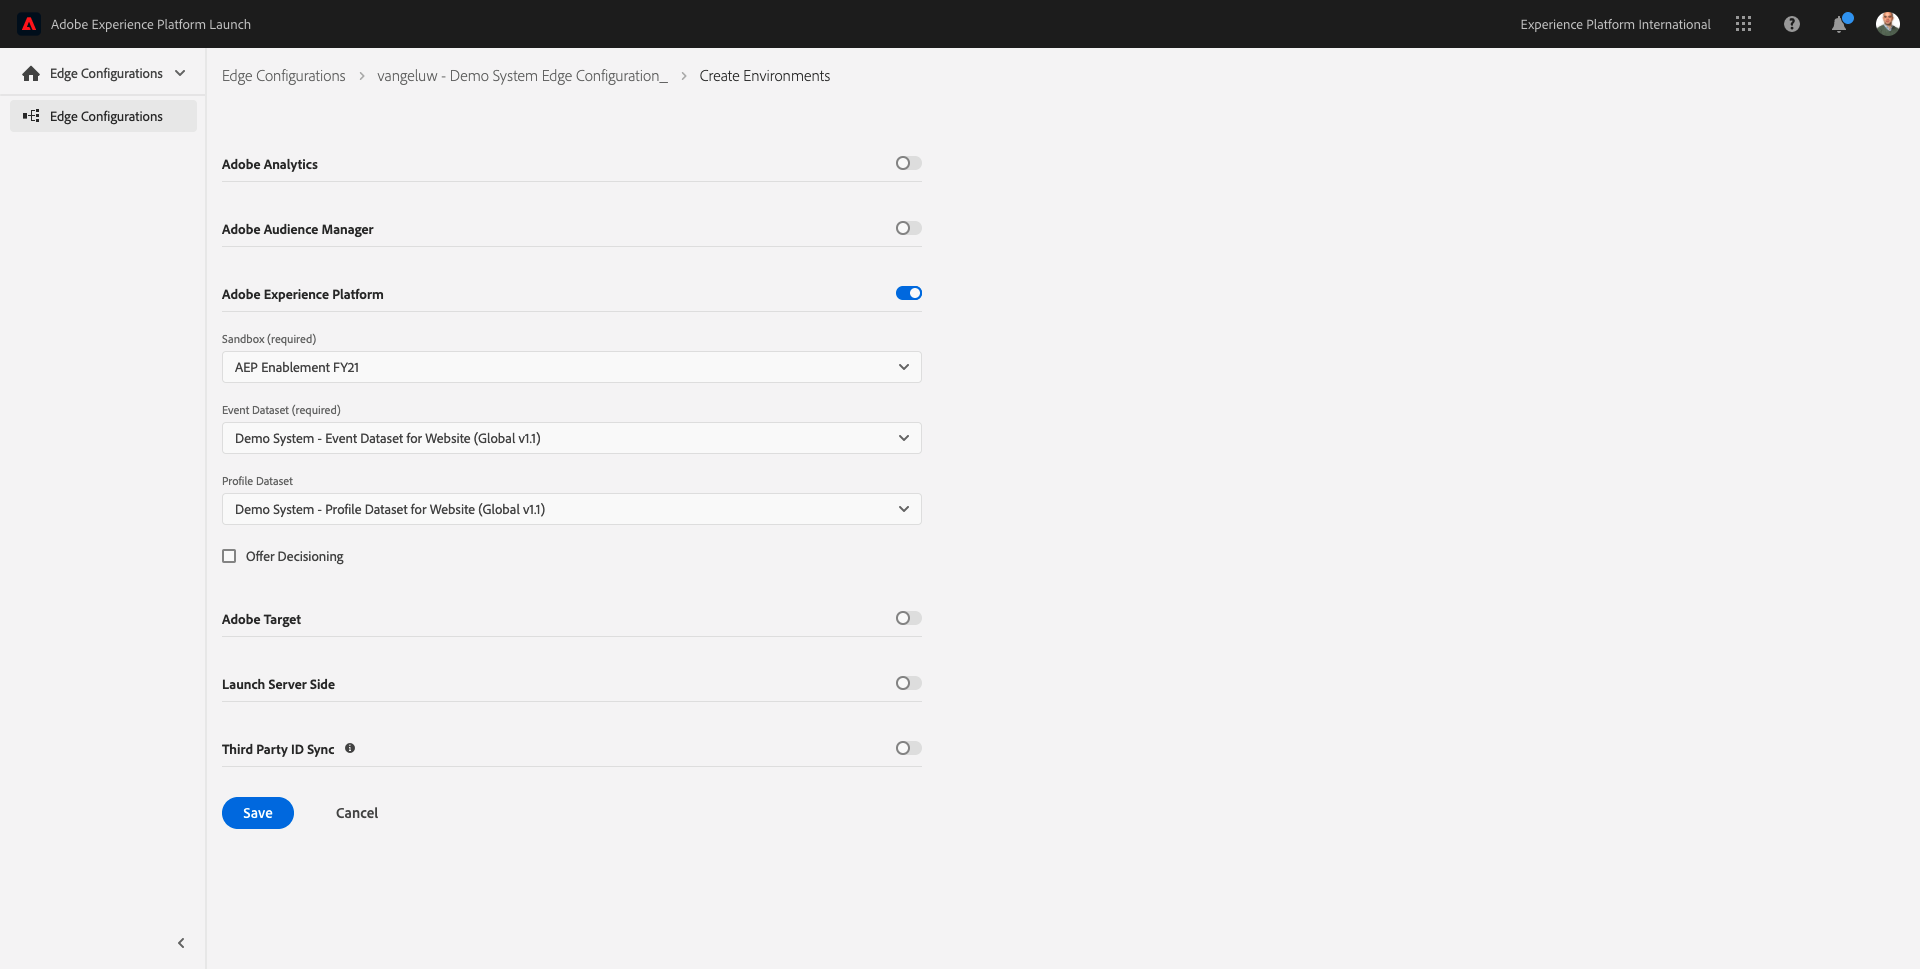 Adobe Experience Platform Launch
Experience Platform International
Edge Configurations
Edge Configurations
Edge Configurations > vangeluw - Demo System Edge Configuration_ > Create Environments
Adobe Analytics
Adobe Audience Manager
Adobe Experience Platform
Sandbox (required)
AEP Enablement FY21
Event Dataset (required)
Demo System - Event Dataset for Website (Global v1.1)
Profile Dataset
Demo System - Profile Dataset for Website (Global v1.1)
Offer Decisioning
Adobe Target
Launch Server Side
Third Party ID Sync
Save
Cancel